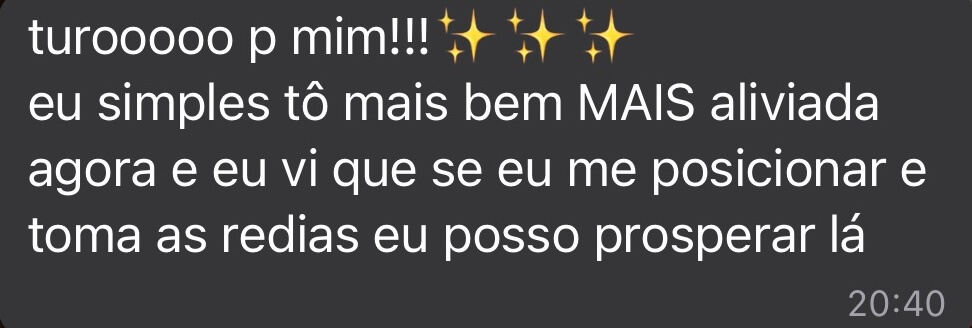 turooooo p mim!!!✨✨✨
eu simples tô mais bem MAIS aliviada
agora e eu vi que se eu me posicionar e
toma as redias eu posso prosperar lá
20:40